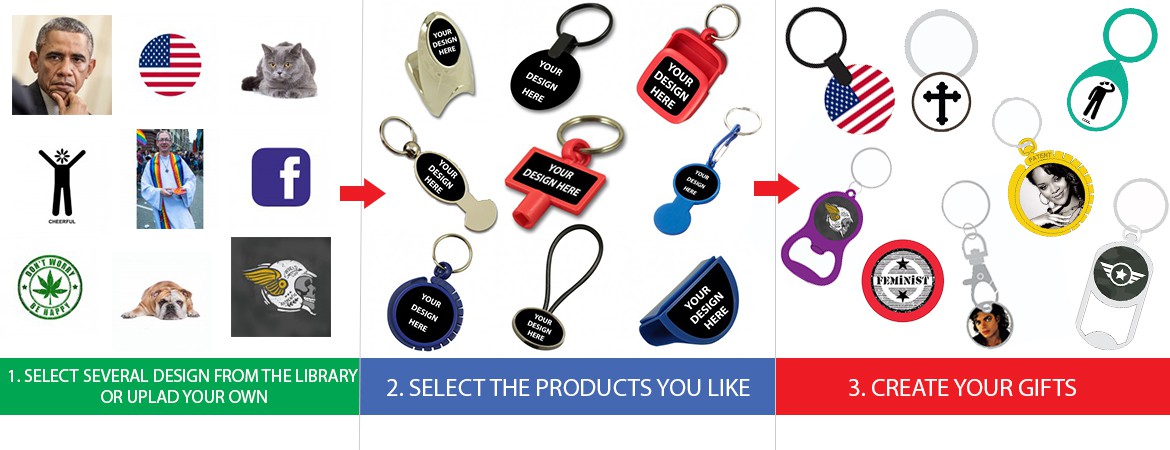 CHEERFUL
f
DON'T WORRY
BE HAPPY
1. SELECT SEVERAL DESIGN FROM THE LIBRARY
OR UPLAD YOUR OWN
YOUR
DESIGN
HERE
YOUR
DESIGN
HERE
YOUR
DESIGN
HERE
YOUR
DESIGN
HERE
YOUR
DESIGN HERE
YOUR
DESIGN
HERE
YOUR
DESIGN
HERE
YOUR
DESIGN
HERE
YOUR
DESIGN
HERE
2. SELECT THE PRODUCTS YOU LIKE
COOL
PATENT
FEMINIST
3. CREATE YOUR GIFTS